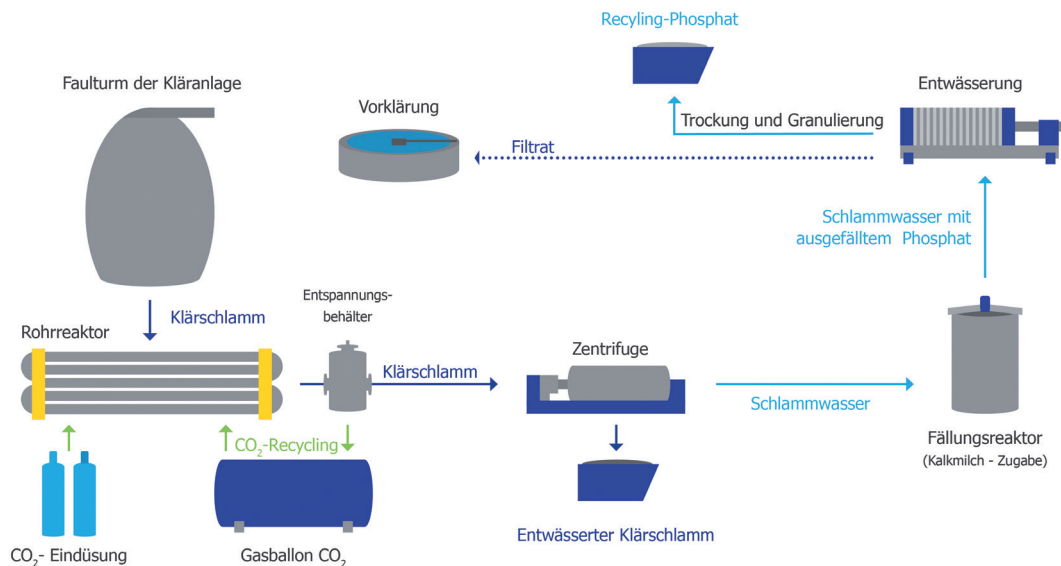 Recyling-Phosphat
Faulturm der Kläranlage
Vorklärung
Entwässerung
Trockung und Granulierung
Filtrat
Schlammwasser mit
ausgefälltem Phosphat
Entspannungs-
behälter
Klärschlamm
Rohrreaktor
Zentrifuge
Klärschlamm
Schlammwasser
CO₂-Recycling
Fällungsreaktor
(Kalkmilch - Zugabe)
Entwässerter Klärschlamm
CO₂- Eindüsung
Gasballon CO₂